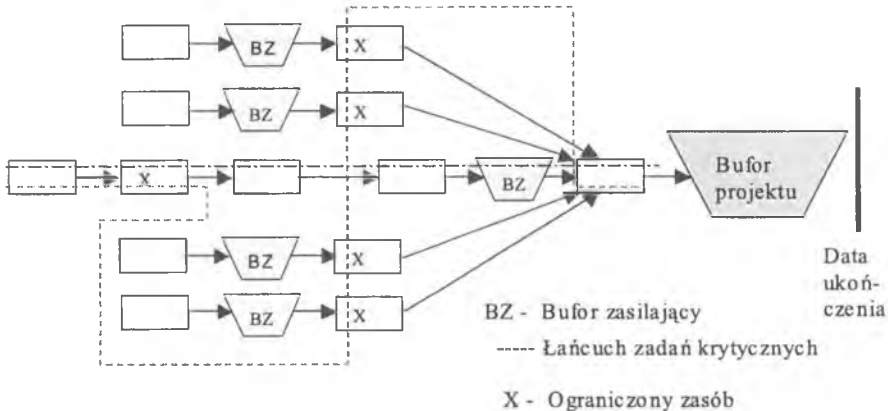 BZ
X
BZ
X
X
BZ
Bufor
projektu
BZ
X
BZ
X
Data
ukoń-
czenia
BZ - Bufor zasilający
----- Łańcuch zadań krytycznych
X - Ograniczony zasób